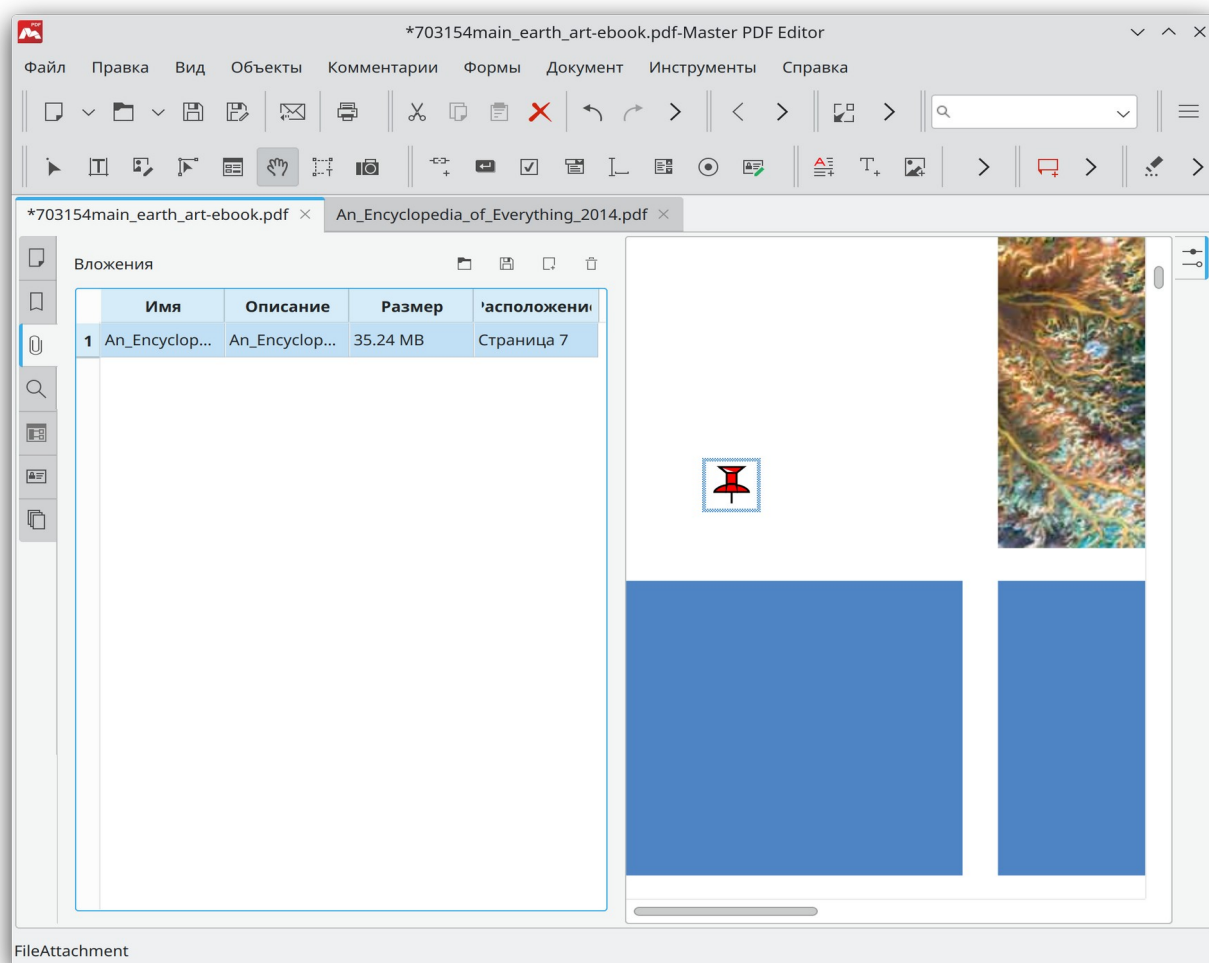 *703154main_earth_art-ebook.pdf-Master PDF Editor
Файл Правка Вид Объекты Комментарии Формы Документ Инструменты Справка
*703154main_earth_art-ebook.pdf An_Encyclopedia_of_Everything_2014.pdf
Вложения
Имя Описание Размер Расположени
1 An_Encyclop... An_Encyclop... 35.24 MB Страница 7
FileAttachment